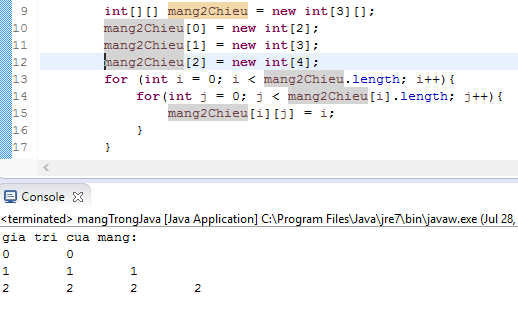 9 int[][] mang2Chieu = new int[3][];
10 mang2Chieu[0] = new int[2];
11 mang2Chieu[1] = new int[3];
12 mang2Chieu[2] = new int[4];
13 for (int i = 0; i < mang2Chieu.length; i++){
14 for(int j = 0; j < mang2Chieu[i].length; j++){
15 mang2Chieu[i][j] = i;
16 }
17 }
Console
<terminated> mangTrongJava [Java Application] C:\Program Files\Java\jre7\bin\javaw.exe (Jul 28,
gia tri cua mang:
0 0
1 1 1
2 2 2 2